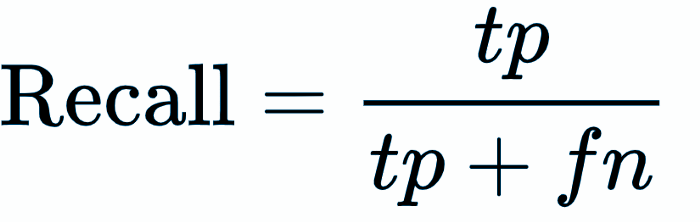 Recall = tp / tp + fn